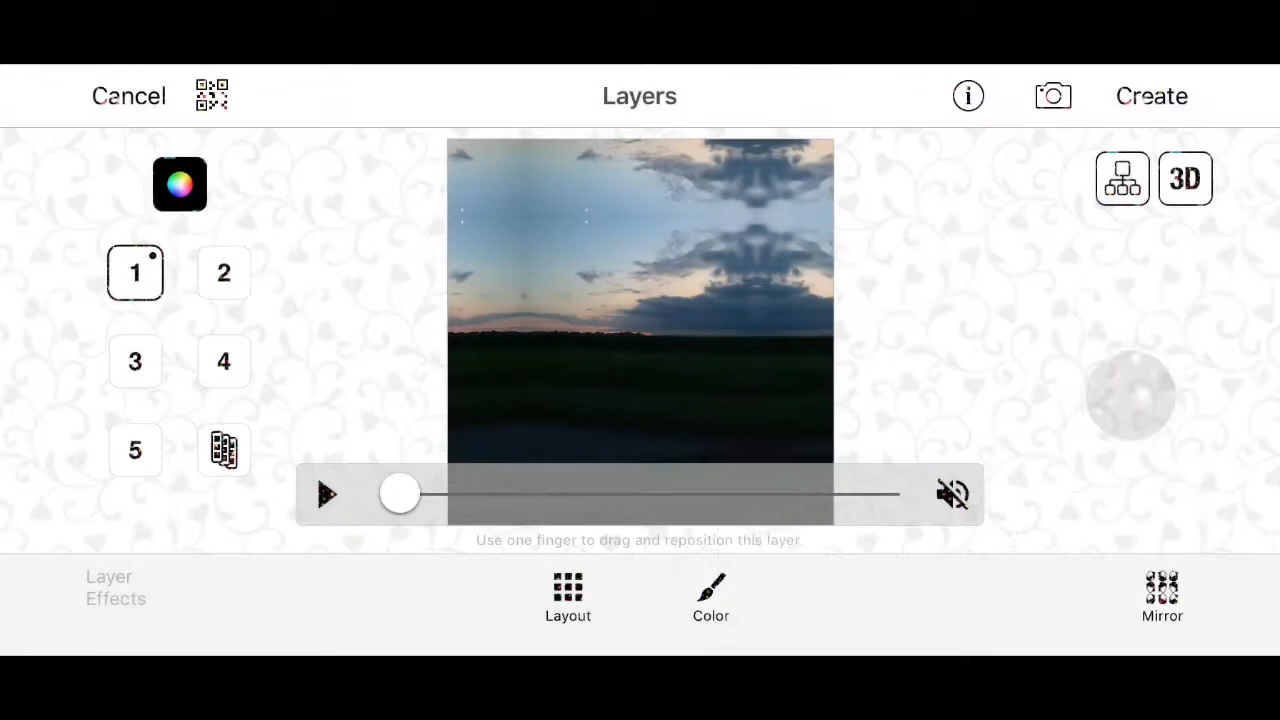 Cancel
Layers
i
Create
3D
1
2
3
4
5
Use one finger to drag and reposition this layer
Layer
Effects
Layout
Color
Mirror